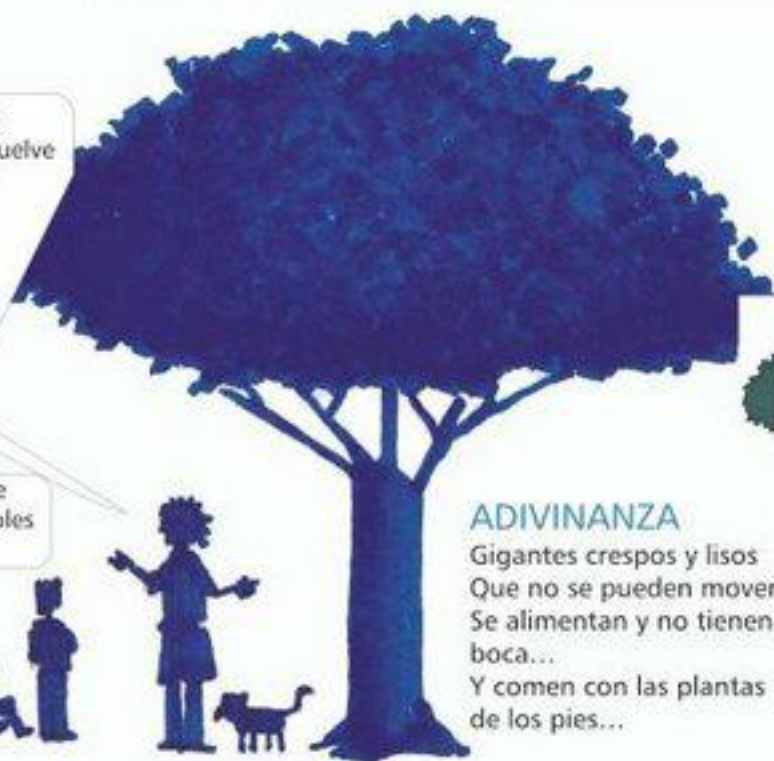 uelve
ADIVINANZA
Gigantes crespos y lisos
Que no se pueden mover
Se alimentan y no tienen
boca...
Y comen con las plantas
de los pies...